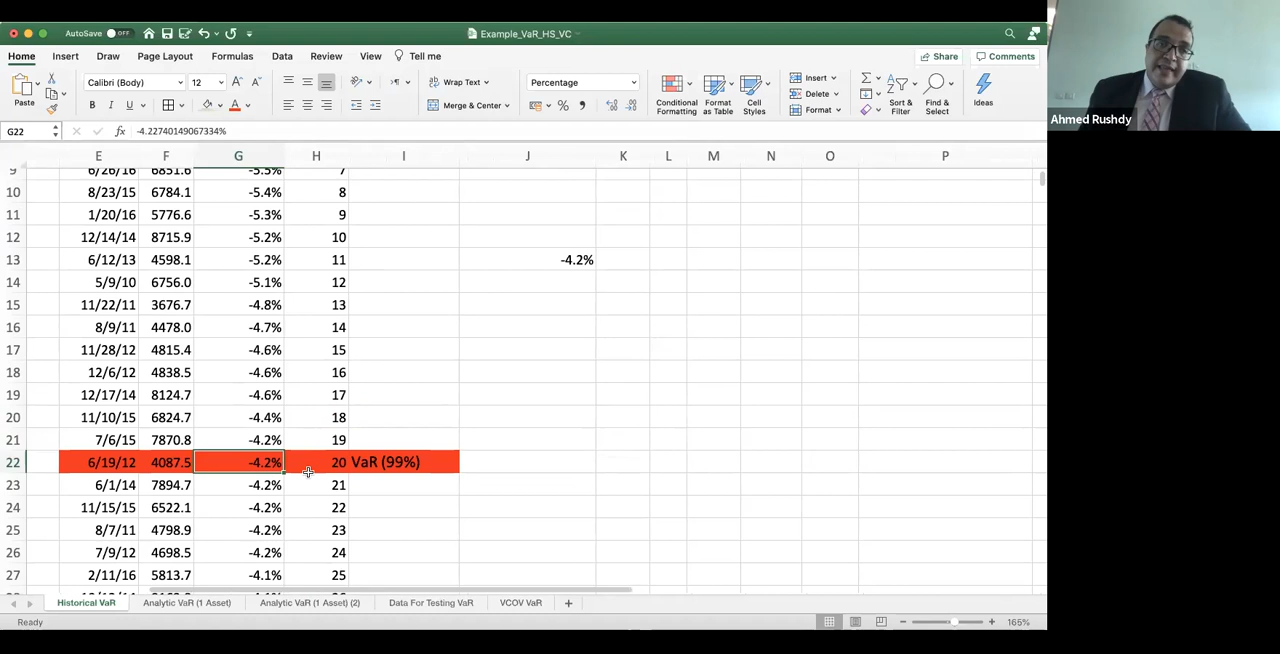 AutoSave OFF Example_VaR_HS_VC
Home Insert Draw Page Layout Formulas Data Review View Tell me Share Comments
Paste Calibri (Body) 12 A^ Aˇ B I U A Wrap Text Merge & Center Percentage % Conditional Formatting Format as Table Cell Styles Insert Delete Format Sort & Filter Find & Select Ideas
Ahmed Rushdy
G22 fx -4.22740149067334%
E F G H I J K L M N O P
9 6/26/16 6851.6 -5.5% 7
10 8/23/15 6784.1 -5.4% 8
11 1/20/16 5776.6 -5.3% 9
12 12/14/14 8715.9 -5.2% 10
13 6/12/13 4598.1 -5.2% 11 -4.2%
14 5/9/10 6756.0 -5.1% 12
15 11/22/11 3676.7 -4.8% 13
16 8/9/11 4478.0 -4.7% 14
17 11/28/12 4815.4 -4.6% 15
18 12/6/12 4838.5 -4.6% 16
19 12/17/14 8124.7 -4.6% 17
20 11/10/15 6824.7 -4.4% 18
21 7/6/15 7870.8 -4.2% 19
22 6/19/12 4087.5 -4.2% 20 VaR (99%)
23 6/1/14 7894.7 -4.2% 21
24 11/15/15 6522.1 -4.2% 22
25 8/7/11 4798.9 -4.2% 23
26 7/9/12 4698.5 -4.2% 24
27 2/11/16 5813.7 -4.1% 25
Historical VaR Analytic VaR (1 Asset) Analytic VaR (1 Asset) (2) Data For Testing VaR VCOV VaR
Ready 165%